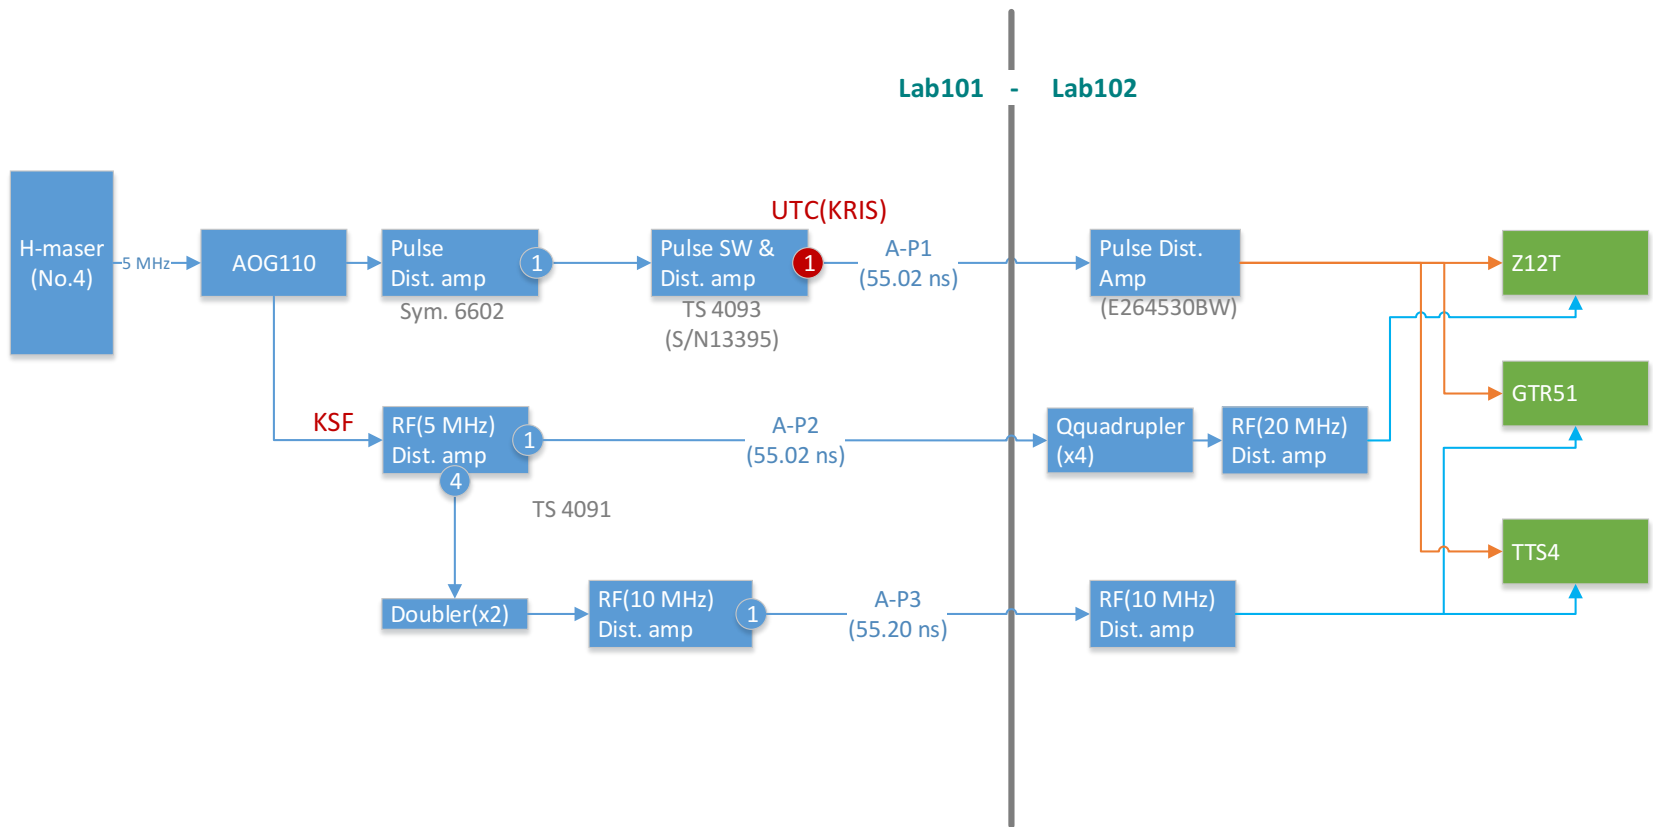 Lab101 - Lab102
UTC(KRIS)
H-maser
(No.4)
5 MHz
AOG110
Pulse
Dist. amp
1
Sym. 6602
Pulse SW &
Dist. amp
1
TS 4093
(S/N13395)
A-P1
(55.02 ns)
Pulse Dist.
Amp
(E264530BW)
Z12T
KSF
RF(5 MHz)
Dist. amp
1
4
TS 4091
A-P2
(55.02 ns)
Qquadrupler
(x4)
RF(20 MHz)
Dist. amp
GTR51
TTS4
Doubler(x2)
RF(10 MHz)
Dist. amp
1
A-P3
(55.20 ns)
RF(10 MHz)
Dist. amp